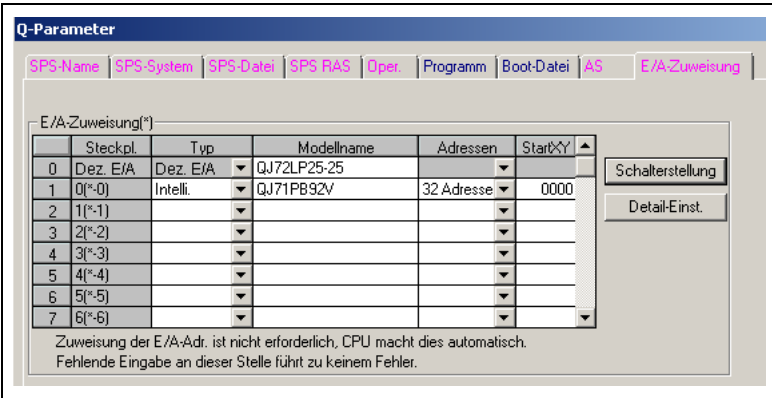 Q-Parameter
SPS-Name SPS-System SPS-Datei SPS RAS Oper. Programm Boot-Datei AS E/A-Zuweisung
E/A-Zuweisung(*)
Steckpl. Typ Modellname Adressen StartXY
0 Dez. E/A Dez. E/A QJ72LP25-25
1 0(*-0) Intelli. QJ71PB92V 32 Adresse 0000
2 1(*-1)
3 2(*-2)
4 3(*-3)
5 4(*-4)
6 5(*-5)
7 6(*-6)
Schalterstellung
Detail-Einst.
Zuweisung der E/A-Adr. ist nicht erforderlich, CPU macht dies automatisch.
Fehlende Eingabe an dieser Stelle führt zu keinem Fehler.